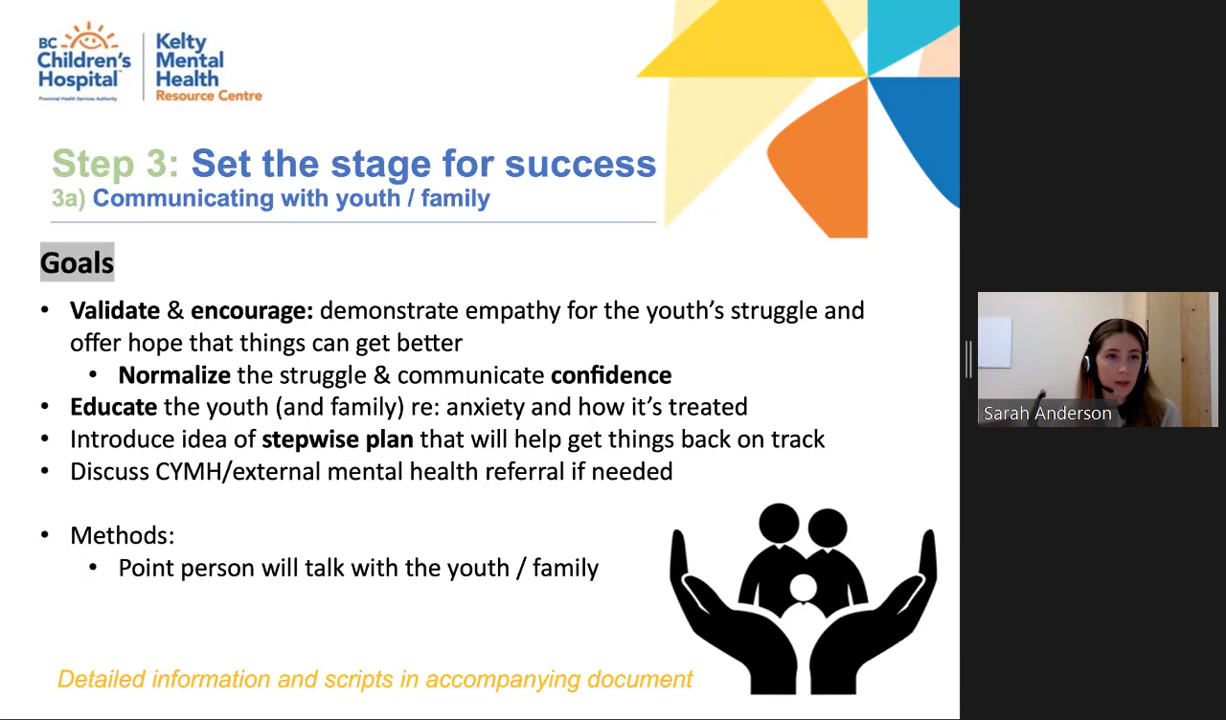 BC
Children's
Hospital
Provincial Health Services Authority
Kelty
Mental
Health
Resource Centre
Step 3: Set the stage for success
3a) Communicating with youth / family
Goals
• Validate & encourage: demonstrate empathy for the youth's struggle and
offer hope that things can get better
• Normalize the struggle & communicate confidence
• Educate the youth (and family) re: anxiety and how it's treated
• Introduce idea of stepwise plan that will help get things back on track
• Discuss CYMH/external mental health referral if needed
• Methods:
• Point person will talk with the youth / family
Detailed information and scripts in accompanying document
Sarah Anderson